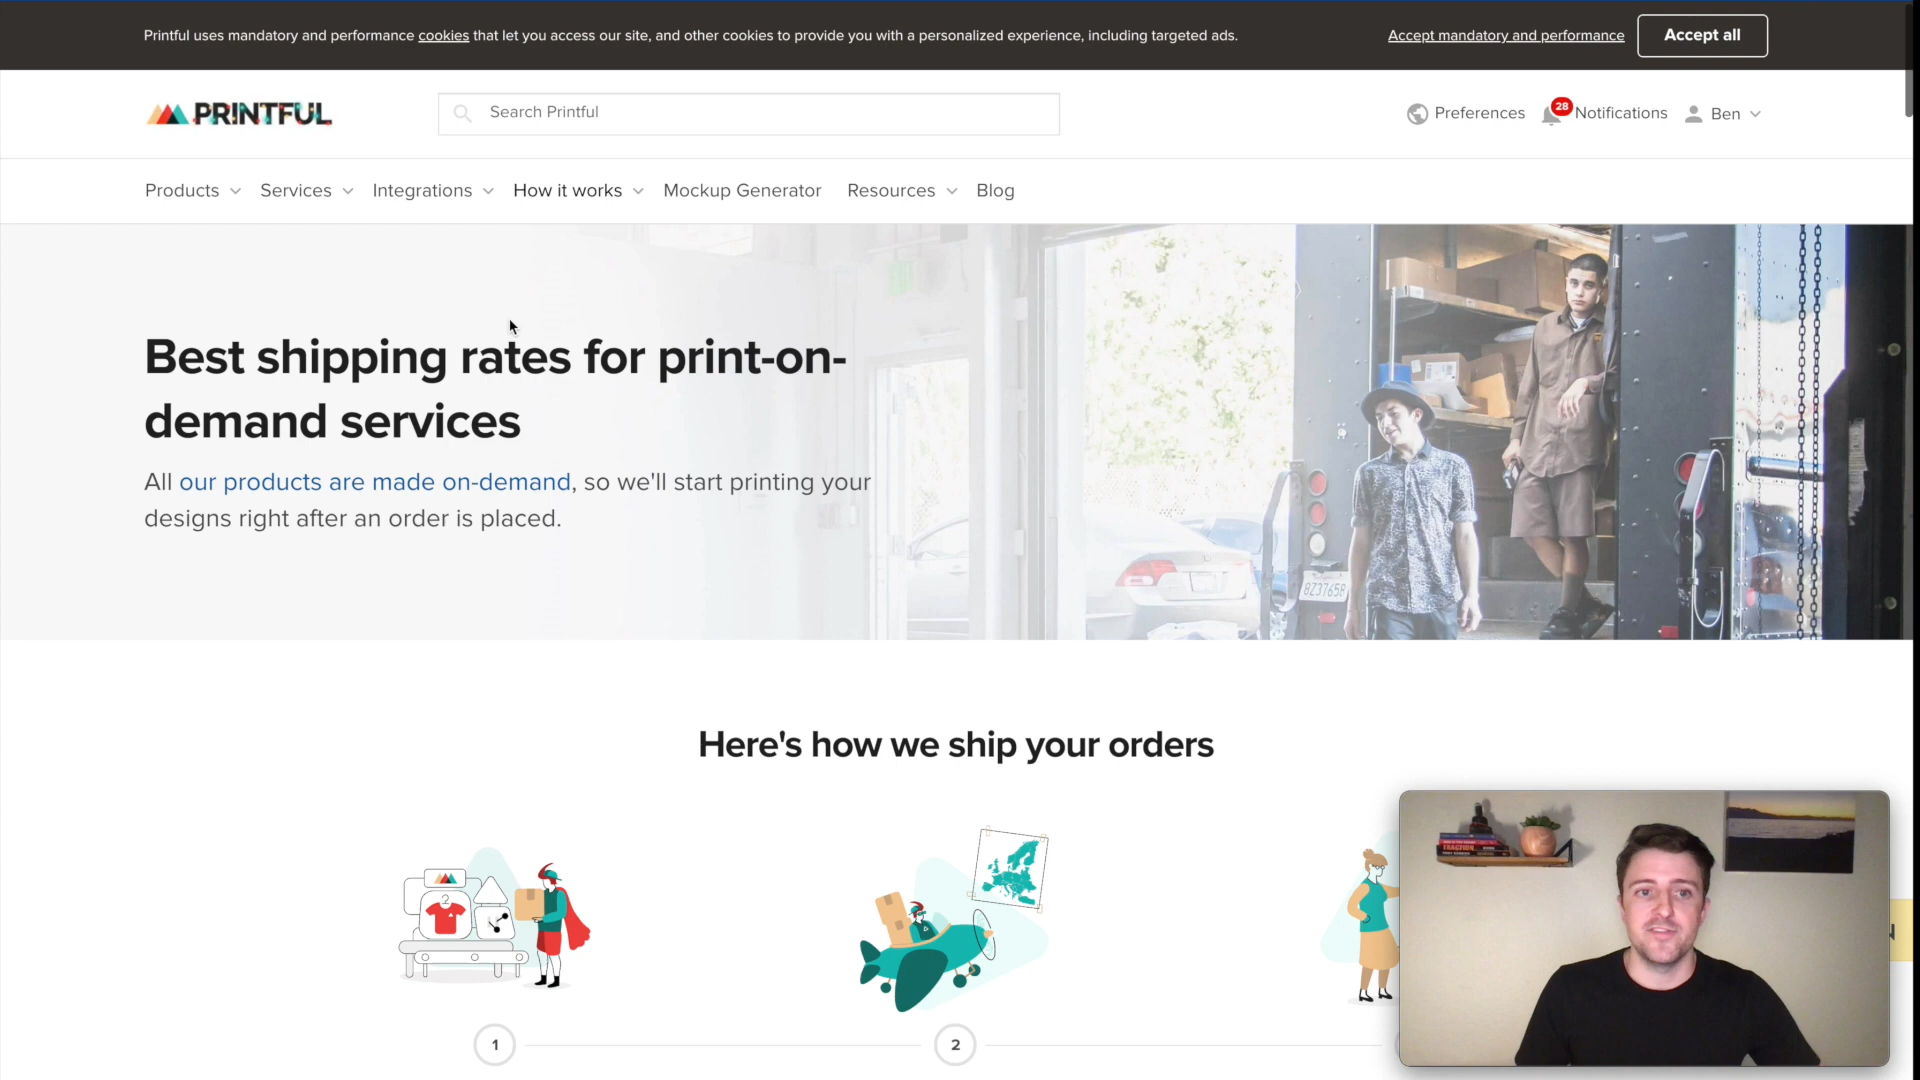 Printful uses mandatory and performance cookies that let you access our site, and other cookies to provide you with a personalized experience, including targeted ads.
Accept mandatory and performance
Accept all
PRINTFUL
Search Printful
Preferences
28
Notifications
Ben
Products
Services
Integrations
How it works
Mockup Generator
Resources
Blog
Best shipping rates for print-on-
demand services
All our products are made on-demand, so we'll start printing your
designs right after an order is placed.
8Z37658
Here's how we ship your orders
1
2
TRACTION